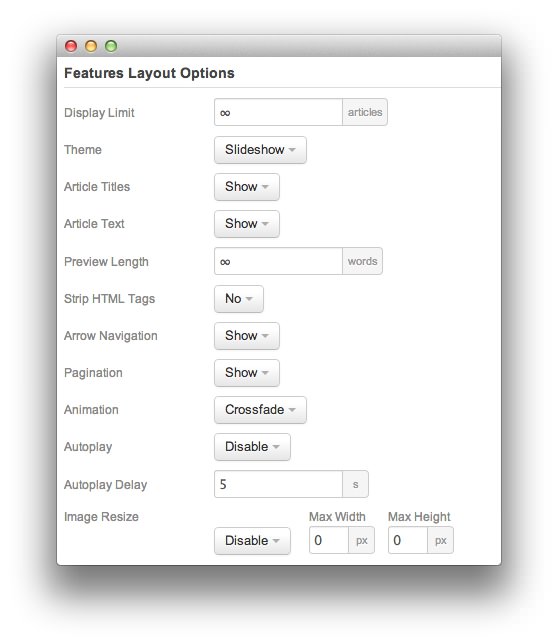 Features Layout Options
Display Limit ∞ articles
Theme Slideshow
Article Titles Show
Article Text Show
Preview Length ∞ words
Strip HTML Tags No
Arrow Navigation Show
Pagination Show
Animation Crossfade
Autoplay Disable
Autoplay Delay 5 s
Image Resize Max Width Max Height
Disable 0 px 0 px